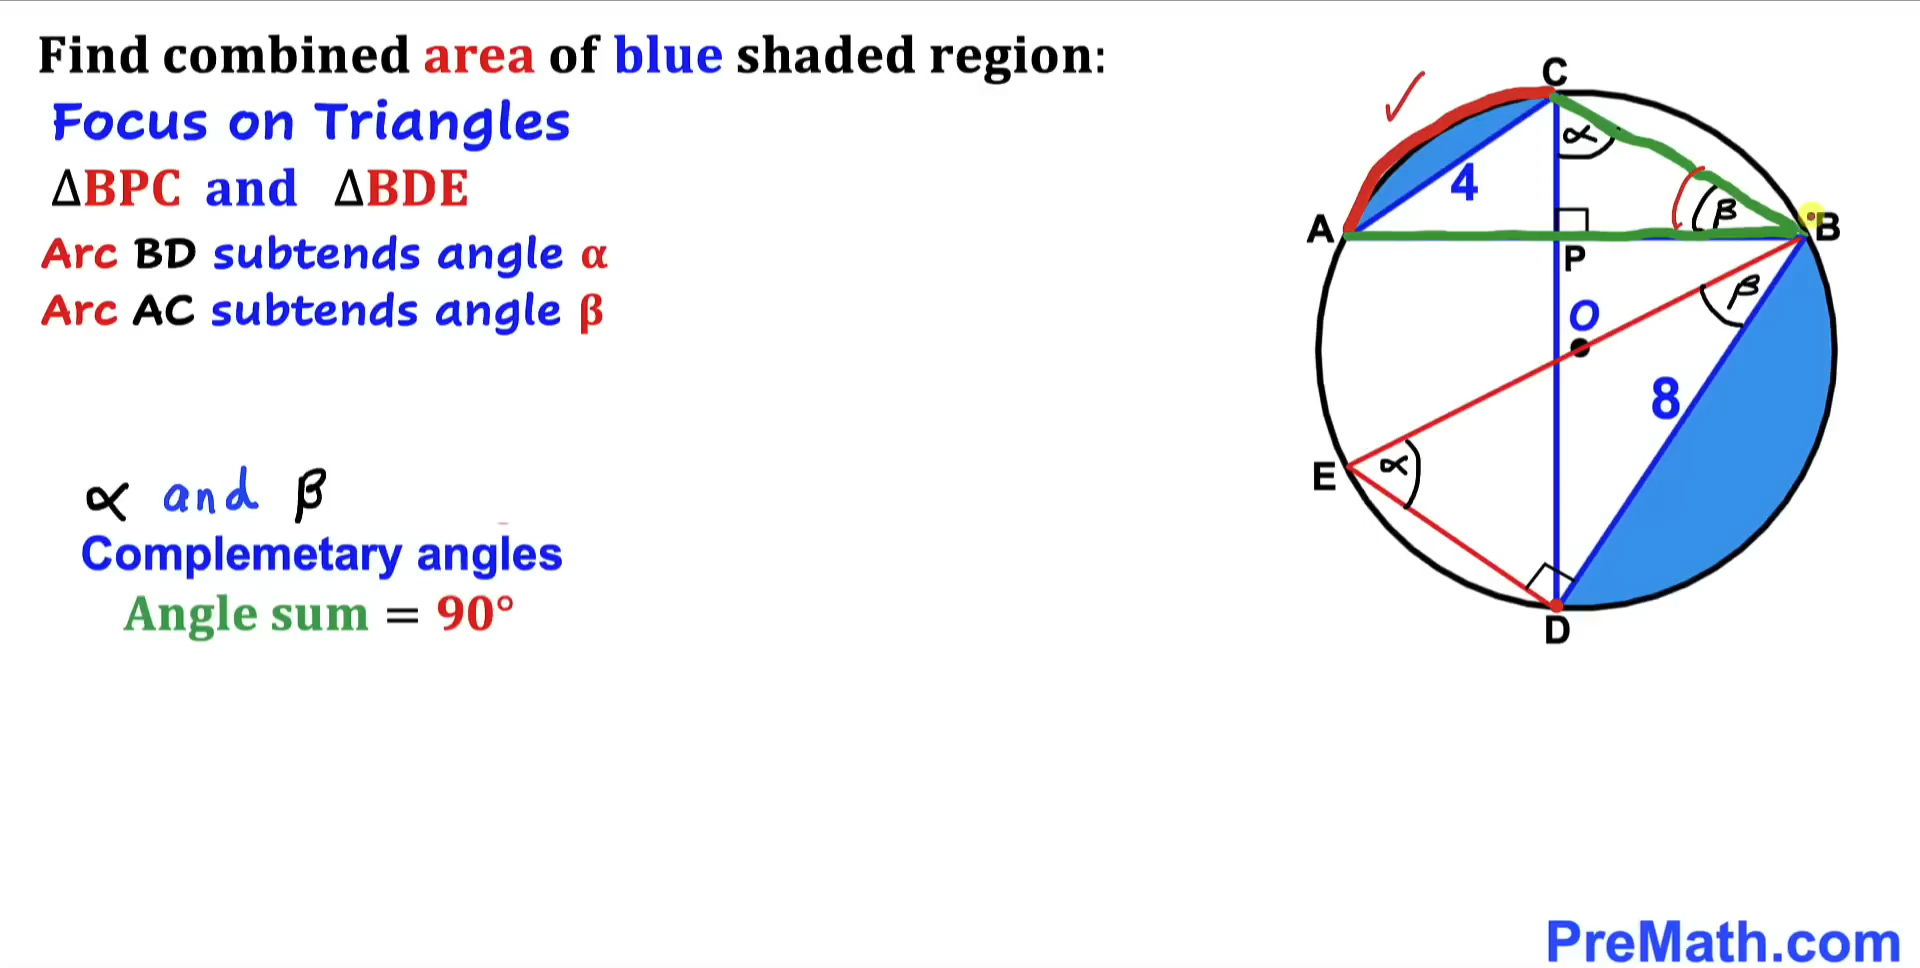 Find combined area of blue shaded region:
Focus on Triangles
ΔBPC and ΔBDE
Arc BD subtends angle α
Arc AC subtends angle β
α and β
Complemetary angles
Angle sum = 90°
C
α
4
β
A
B
P
β
O
8
E
α
D
PreMath.com